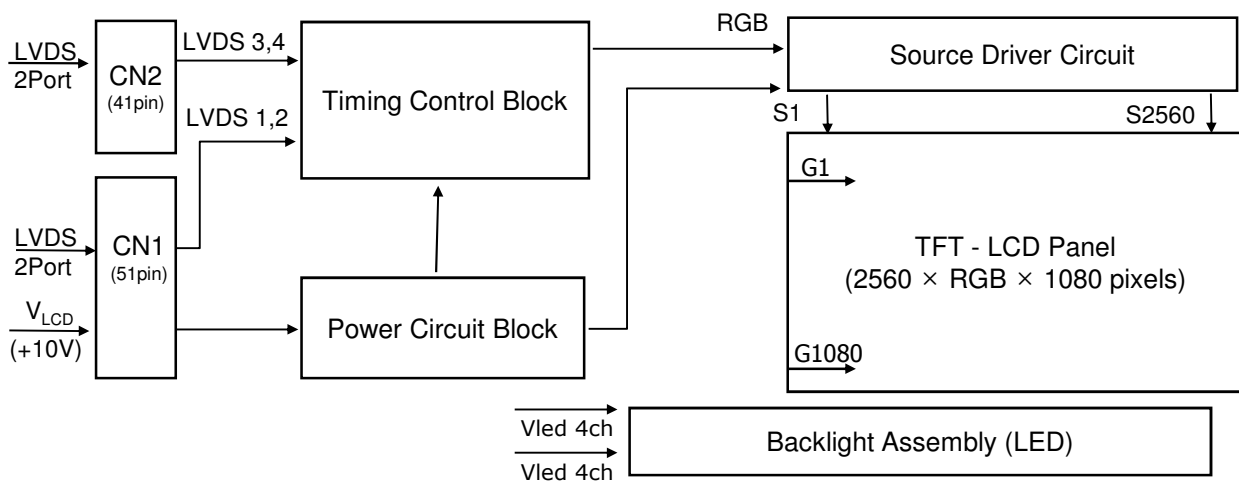 LVDS
2Port
CN2
(41pin)
LVDS 3,4
LVDS 1,2
Timing Control Block
RGB
Source Driver Circuit
S1
S2560
G1
TFT - LCD Panel
(2560 × RGB × 1080 pixels)
G1080
LVDS
2Port
CN1
(51pin)
VLCD
(+10V)
Power Circuit Block
Vled 4ch
Vled 4ch
Backlight Assembly (LED)